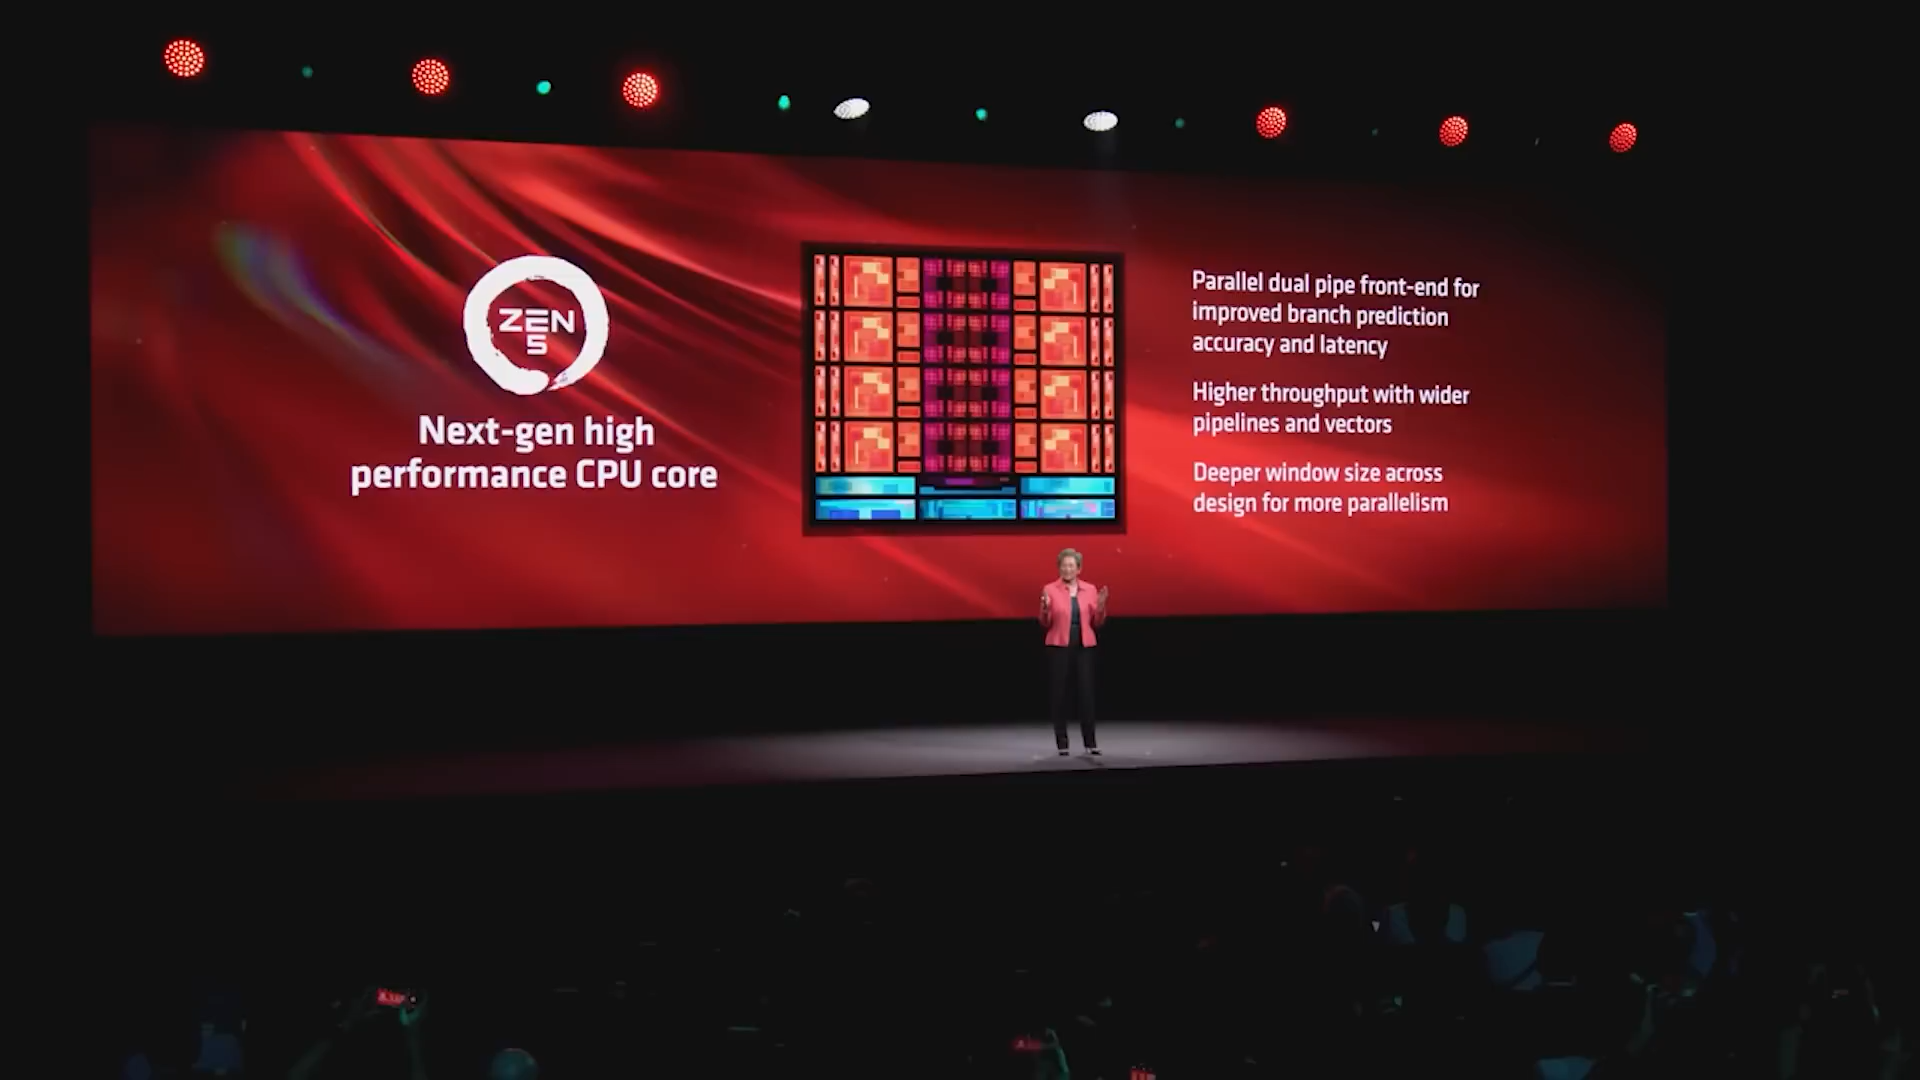 ZEN
5
Next-gen high
performance CPU core
Parallel dual pipe front-end for
improved branch prediction
accuracy and latency
Higher throughput with wider
pipelines and vectors
Deeper window size across
design for more parallelism